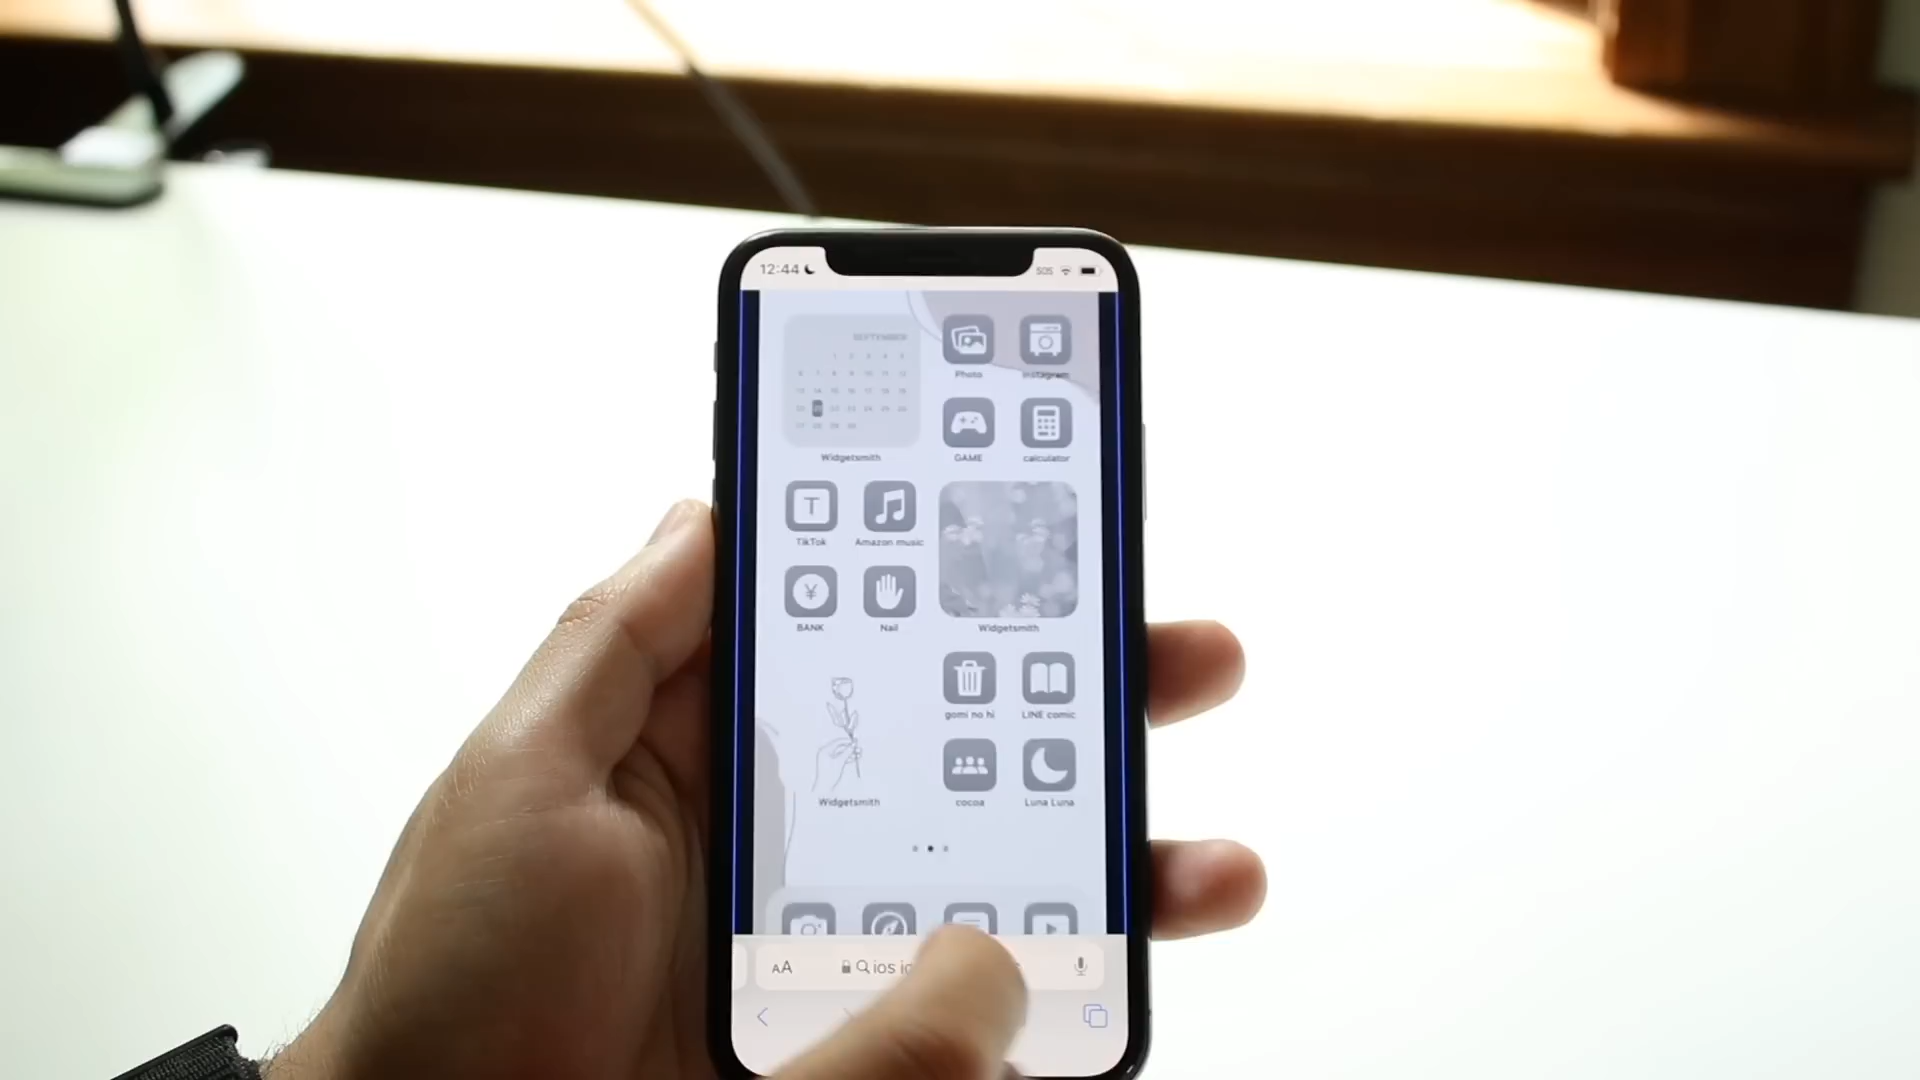 12:44
SOS
SEPTEMBER
Photo
Instagram
GAME
calculator
Widgetsmith
T
TikTok
Amazon music
¥
BANK
Nail
Widgetsmith
gomi no hi
LINE comic
Widgetsmith
cocoa
Luna Luna
AA
ios